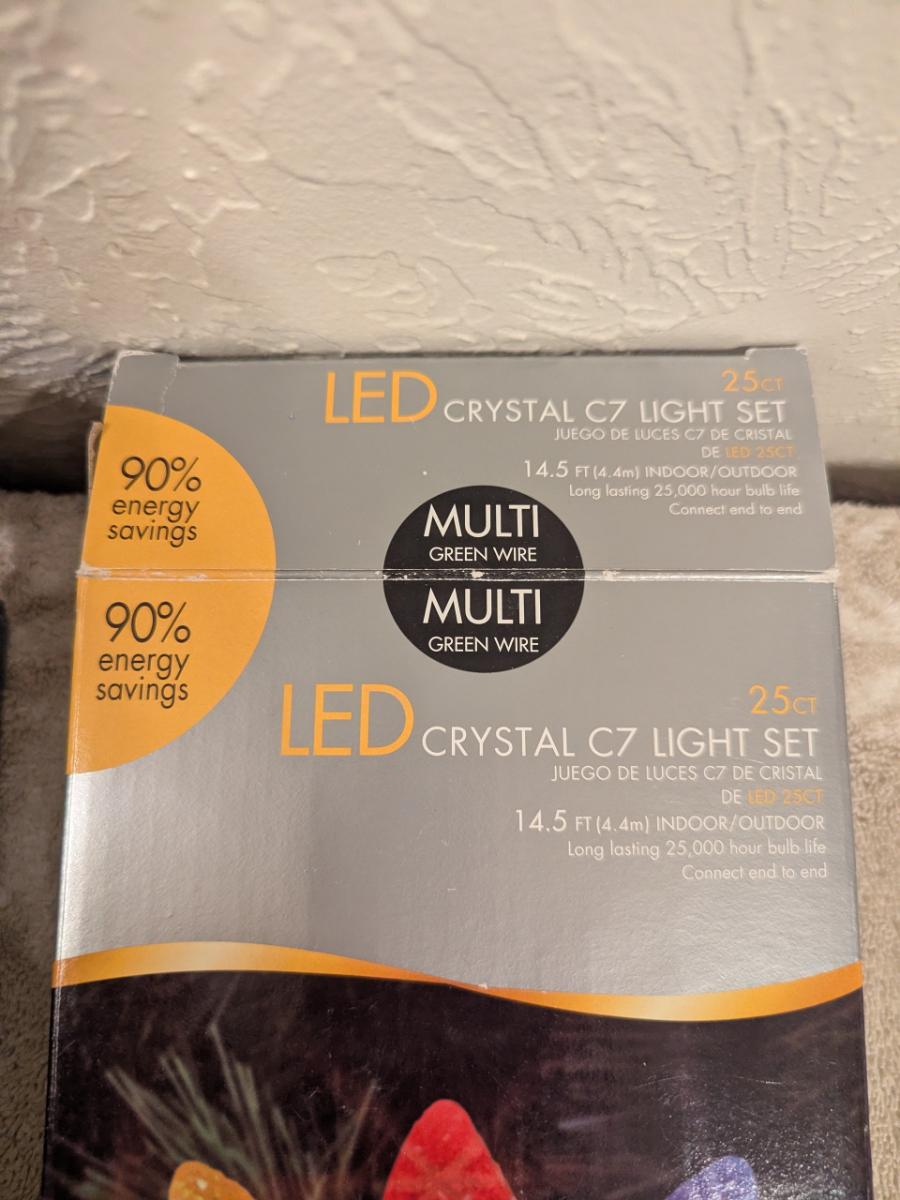 LED CRYSTAL C7 LIGHT SET
25CT
JUEGO DE LUCES C7 DE CRISTAL
DE LED 25CT
14.5 FT (4.4m) INDOOR/OUTDOOR
Long lasting 25,000 hour bulb life
Connect end to end
90%
energy
savings
MULTI
GREEN WIRE
MULTI
GREEN WIRE
90%
energy
savings
25CT
LED CRYSTAL C7 LIGHT SET
JUEGO DE LUCES C7 DE CRISTAL
DE LED 25CT
14.5 FT (4.4m) INDOOR/OUTDOOR
Long lasting 25,000 hour bulb life
Connect end to end